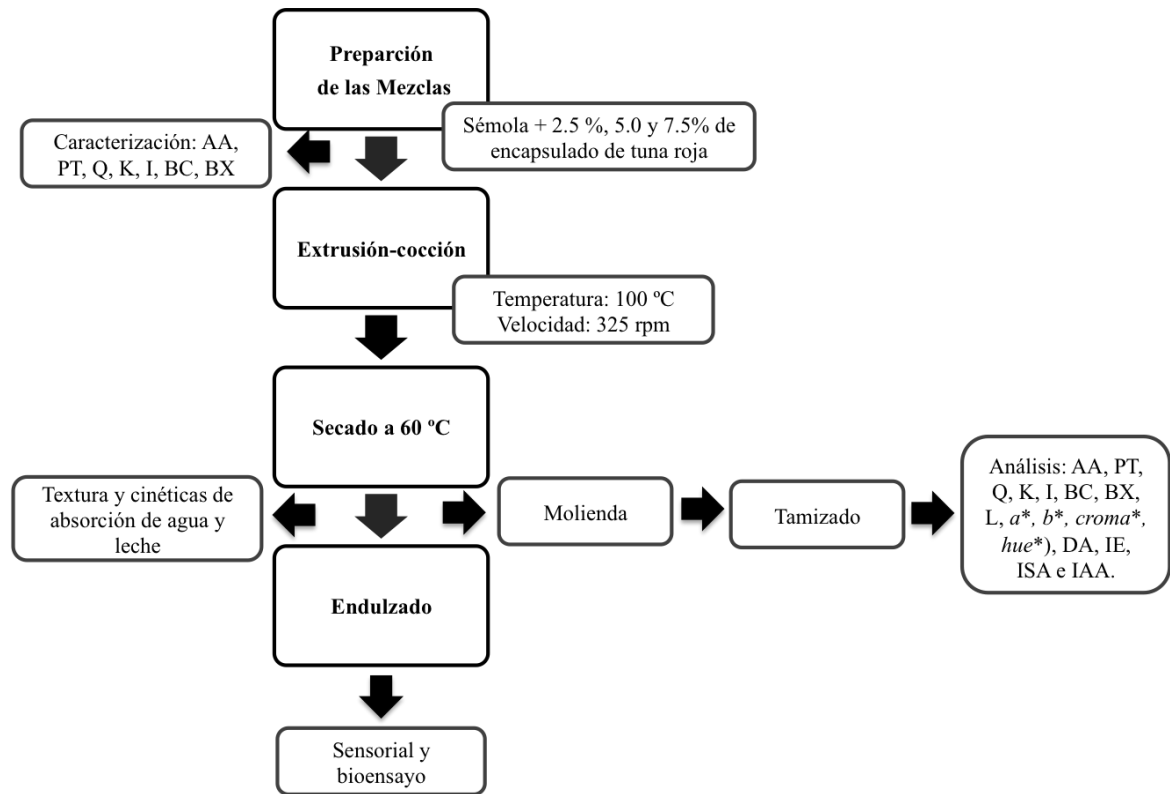 Preparción
de las Mezclas
Sémola + 2.5 %, 5.0 y 7.5% de
encapsulado de tuna roja
Caracterización: AA,
PT, Q, K, I, BC, BX
Extrusión-cocción
Temperatura: 100 ºC
Velocidad: 325 rpm
Secado a 60 ºC
Textura y cinéticas de
absorción de agua y
leche
Molienda
Tamizado
Análisis: AA, PT,
Q, K, I, BC, BX,
L, a*, b*, croma*,
hue*), DA, IE,
ISA e IAA.
Endulzado
Sensorial y
bioensayo